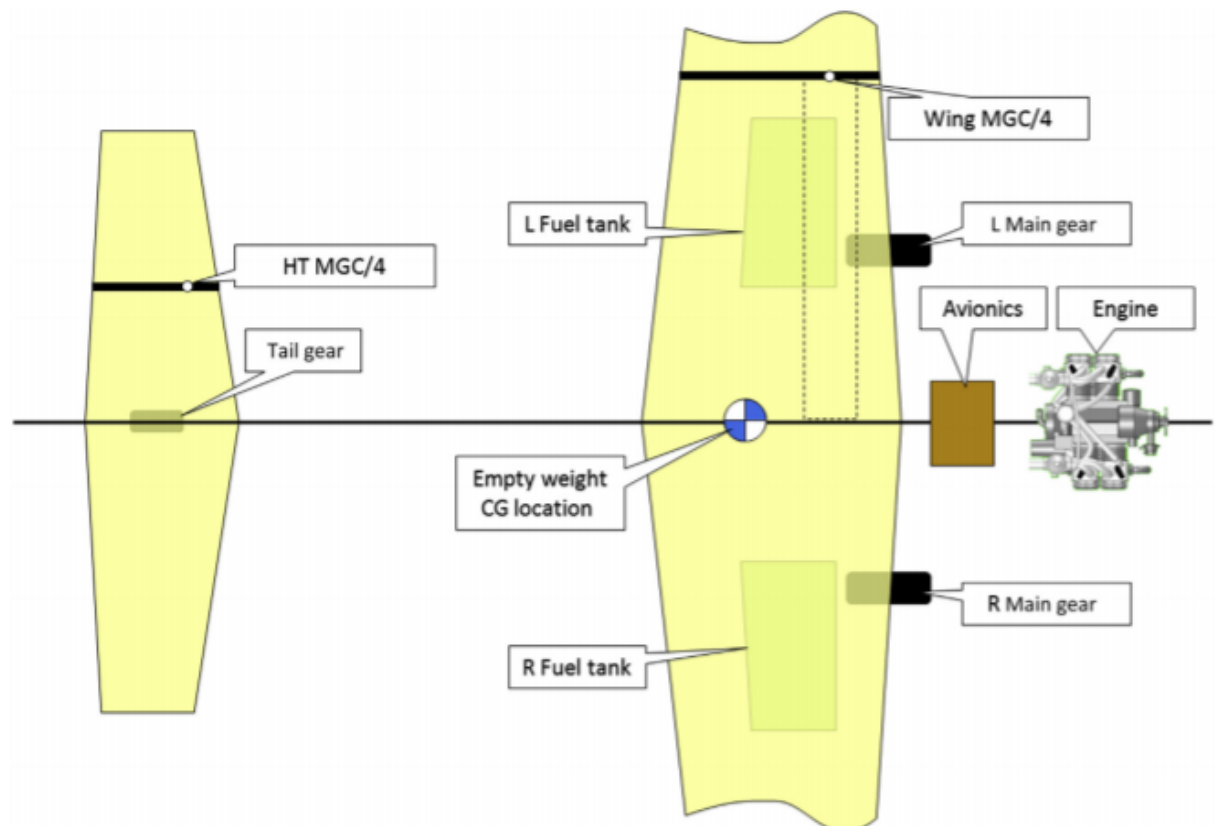 Wing MGC/4
L Fuel tank
L Main gear
HT MGC/4
Avionics
Engine
Tail gear
Empty weight
CG location
R Main gear
R Fuel tank